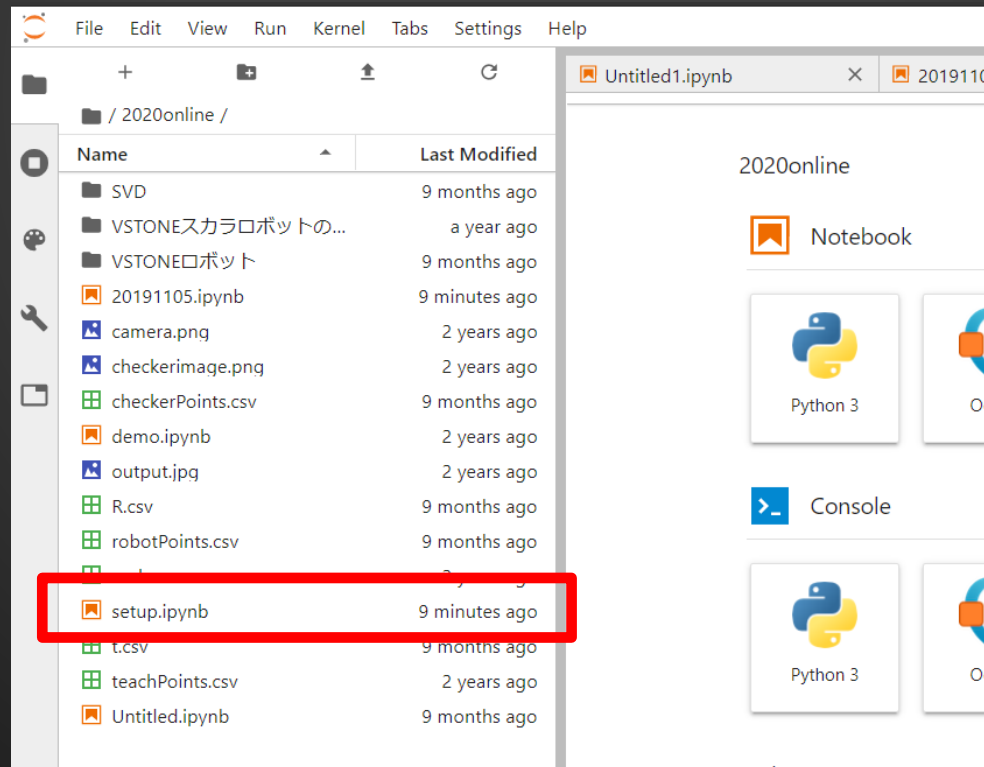 File Edit View Run Kernel Tabs Settings Help
/ 2020online /
Name Last Modified
SVD 9 months ago
VSTONEスカラロボットの... a year ago
VSTONEロボット 9 months ago
20191105.ipynb 9 minutes ago
camera.png 2 years ago
checkerimage.png 2 years ago
checkerPoints.csv 9 months ago
demo.ipynb 2 years ago
output.jpg 2 years ago
R.csv 9 months ago
robotPoints.csv 9 months ago
setup.ipynb 9 minutes ago
t.csv 9 months ago
teachPoints.csv 2 years ago
Untitled.ipynb 9 months ago
Untitled1.ipynb
2019110
2020online
Notebook
Python 3
O
Console
Python 3
O